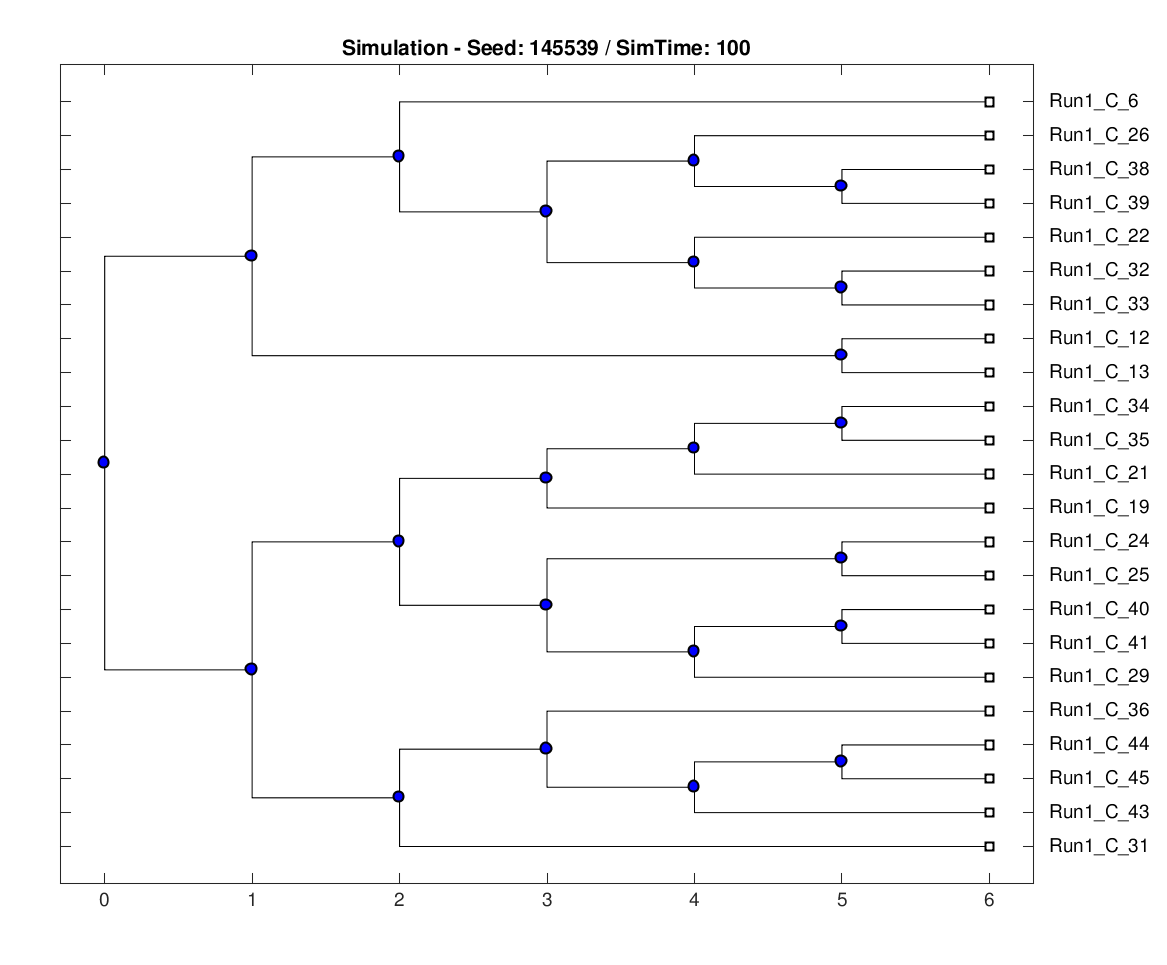 Simulation - Seed: 145539 / SimTime: 100
Run1_C_6
Run1_C_26
Run1_C_38
Run1_C_39
Run1_C_22
Run1_C_32
Run1_C_33
Run1_C_12
Run1_C_13
Run1_C_34
Run1_C_35
Run1_C_21
Run1_C_19
Run1_C_24
Run1_C_25
Run1_C_40
Run1_C_41
Run1_C_29
Run1_C_36
Run1_C_44
Run1_C_45
Run1_C_43
Run1_C_31
0 1 2 3 4 5 6